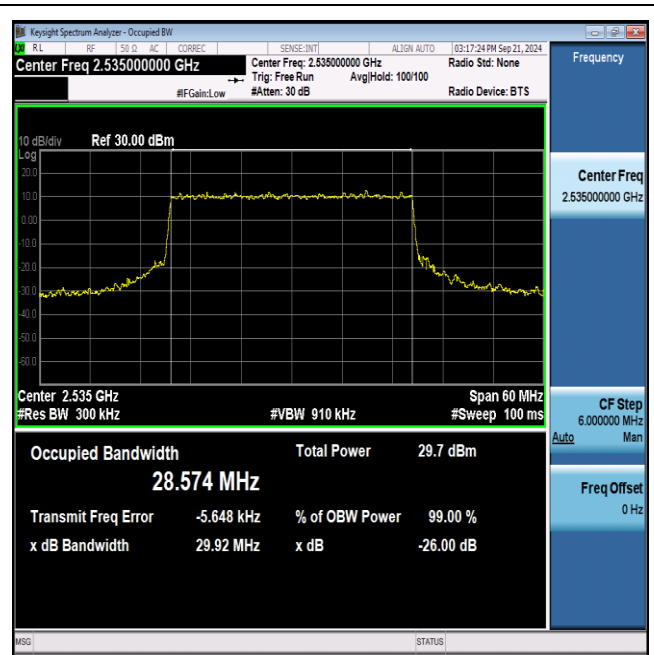 Keysight Spectrum Analyzer - Occupied BW
LXI RL RF 50 Ω AC CORREC SENSE:INT ALIGN AUTO 03:17:24 PM Sep 21, 2024
Center Freq 2.535000000 GHz
Center Freq: 2.535000000 GHz Radio Std: None
Trig: Free Run Avg|Hold: 100/100
#IFGain:Low #Atten: 30 dB Radio Device: BTS
Frequency
10 dB/div Ref 30.00 dBm
Log
20.0
10.0
0.00
-10.0
-20.0
-30.0
-40.0
-50.0
-60.0
Center 2.535 GHz Span 60 MHz
#Res BW 300 kHz #VBW 910 kHz #Sweep 100 ms
Center Freq
2.535000000 GHz
CF Step
6.000000 MHz
Auto Man
Freq Offset
0 Hz
Occupied Bandwidth Total Power 29.7 dBm
28.574 MHz
Transmit Freq Error -5.648 kHz % of OBW Power 99.00 %
x dB Bandwidth 29.92 MHz x dB -26.00 dB
MSG STATUS